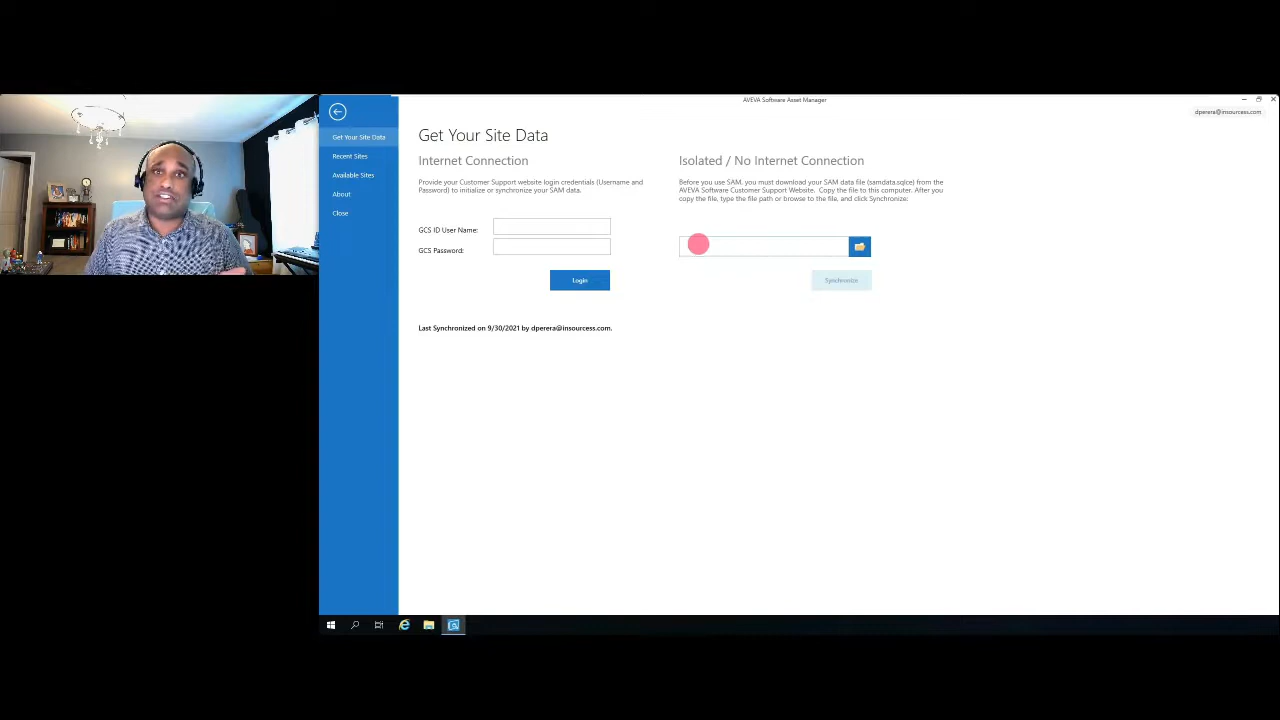 AVEVA Software Asset Manager
dperera@insourcess.com
Get Your Site Data
Recent Sites
Available Sites
About
Close
Get Your Site Data
Internet Connection
Provide your Customer Support website login credentials (Username and
Password) to initialize or synchronize your SAM data.
GCS ID User Name:
GCS Password:
Login
Last Synchronized on 9/30/2021 by dperera@insourcess.com.
Isolated / No Internet Connection
Before you use SAM, you must download your SAM data file (samdata.sqlce) from the
AVEVA Software Customer Support Website. Copy the file to this computer. After you
copy the file, type the file path or browse to the file, and click Synchronize:
Synchronize